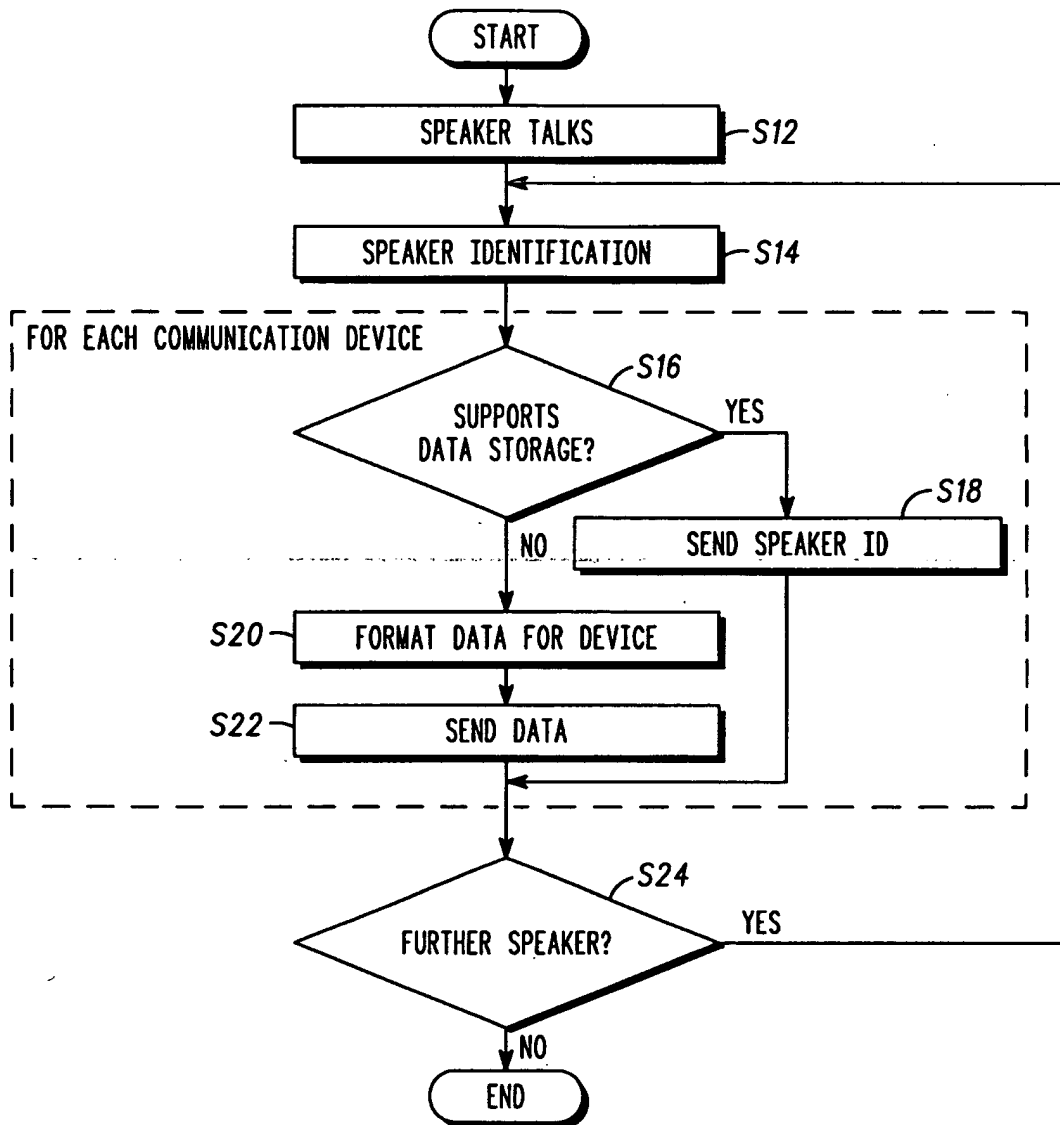 START
SPEAKER TALKS
S12
SPEAKER IDENTIFICATION
S14
FOR EACH COMMUNICATION DEVICE
S16
SUPPORTS
DATA STORAGE?
YES
S18
SEND SPEAKER ID
NO
S20
FORMAT DATA FOR DEVICE
S22
SEND DATA
S24
FURTHER SPEAKER?
YES
NO
END